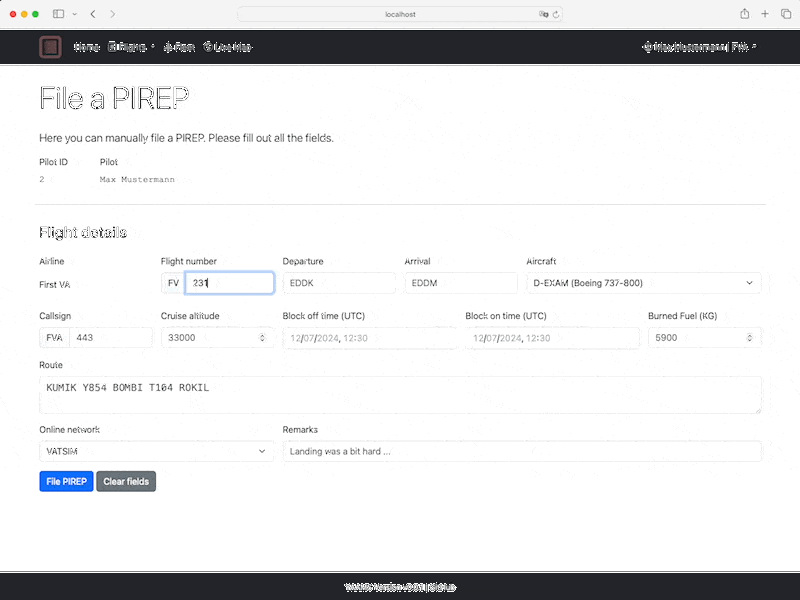 localhost
File a PIREP
Here you can manually file a PIREP. Please fill out all the fields.
Pilot ID Pilot
2 Max Mustermann
Flight details
Airline Flight number Departure Arrival Aircraft
First VA FV 231 EDDK EDDM D-EXAM (Boeing 737-800)
Callsign Cruise altitude Block off time (UTC) Block on time (UTC) Burned Fuel (KG)
FVA 443 33000 12/07/2024, 12:30 12/07/2024, 12:30 5900
Route
KUMIK Y854 BOMBI T104 ROKIL
Online network Remarks
VATSIM Landing was a bit hard ...
File PIREP Clear fields